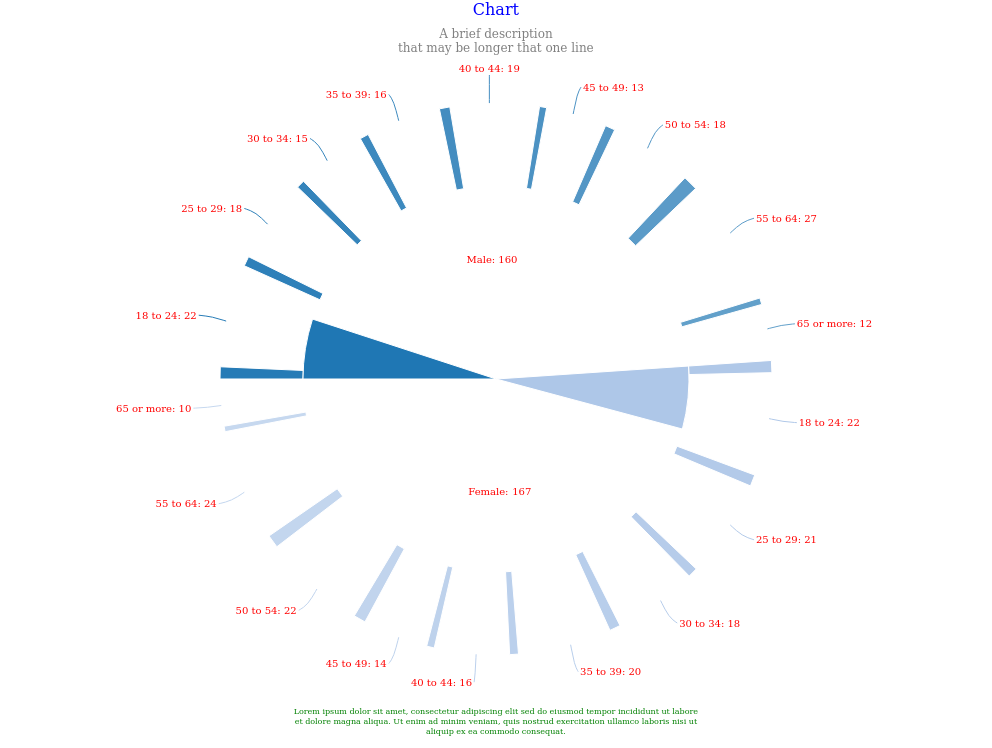 Chart
A brief description
that may be longer that one line
40 to 44: 19
45 to 49: 13
35 to 39: 16
50 to 54: 18
30 to 34: 15
25 to 29: 18
55 to 64: 27
Male: 160
18 to 24: 22
65 or more: 12
65 or more: 10
18 to 24: 22
Female: 167
55 to 64: 24
25 to 29: 21
50 to 54: 22
30 to 34: 18
45 to 49: 14
35 to 39: 20
40 to 44: 16
Lorem ipsum dolor sit amet, consectetur adipiscing elit sed do eiusmod tempor incididunt ut labore
et dolore magna aliqua. Ut enim ad minim veniam, quis nostrud exercitation ullamco laboris nisi ut
aliquip ex ea commodo consequat.